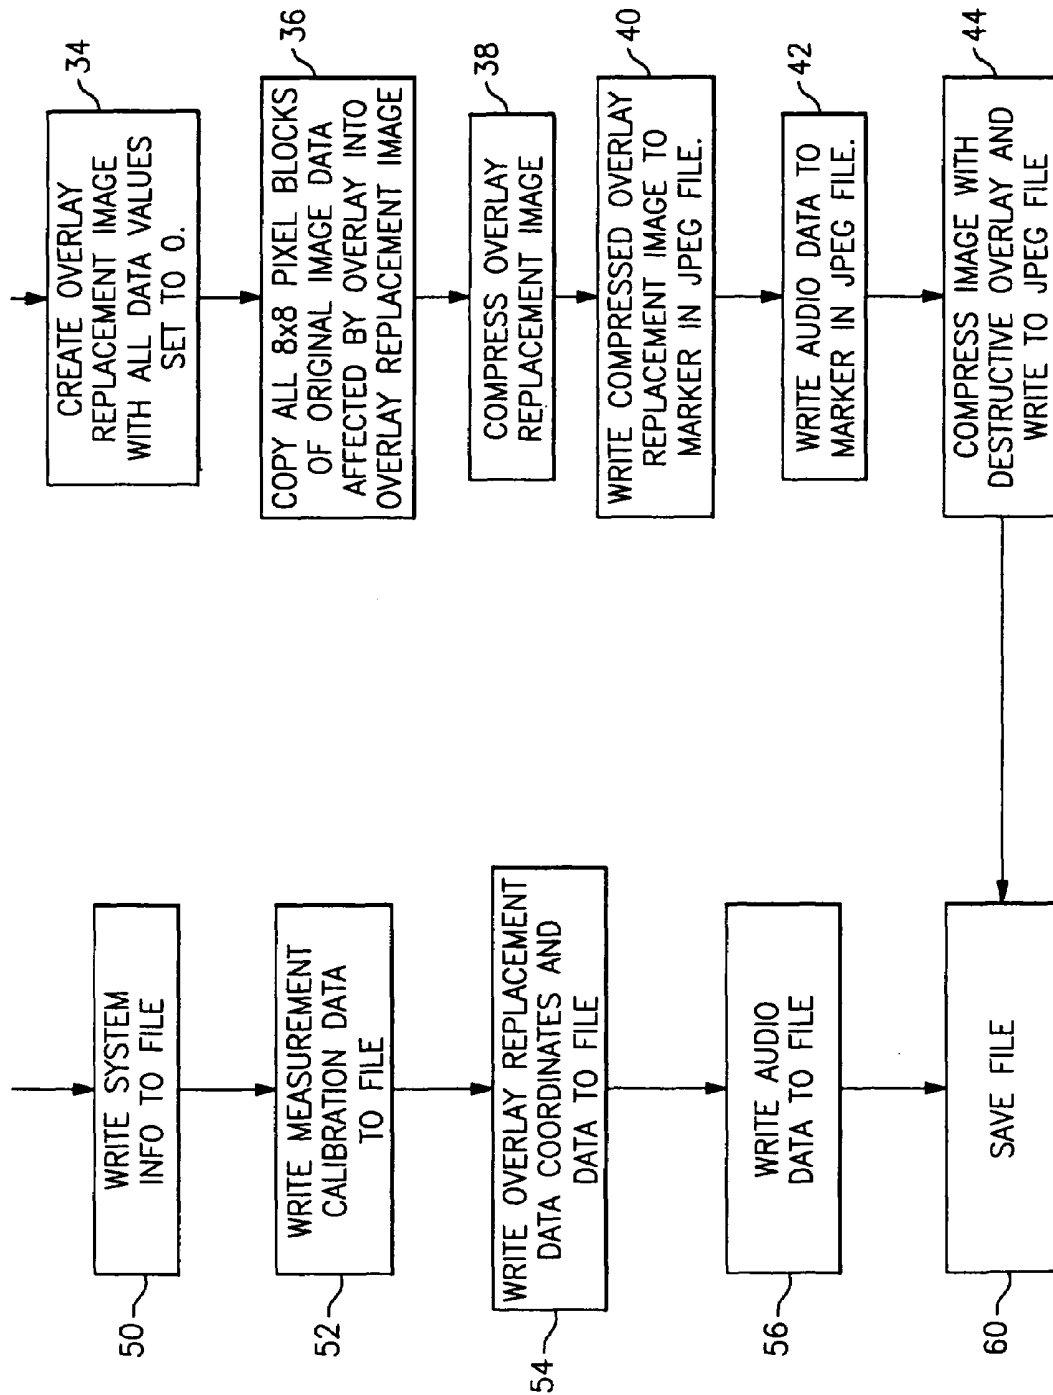 34
CREATE OVERLAY
REPLACEMENT IMAGE
WITH ALL DATA VALUES
SET TO 0.
36
COPY ALL 8x8 PIXEL BLOCKS
OF ORIGINAL IMAGE DATA
AFFECTED BY OVERLAY INTO
OVERLAY REPLACEMENT IMAGE
38
COMPRESS OVERLAY
REPLACEMENT IMAGE
40
WRITE COMPRESSED OVERLAY
REPLACEMENT IMAGE TO
MARKER IN JPEG FILE.
42
WRITE AUDIO DATA TO
MARKER IN JPEG FILE.
44
COMPRESS IMAGE WITH
DESTRUCTIVE OVERLAY AND
WRITE TO JPEG FILE
50
WRITE SYSTEM
INFO TO FILE
52
WRITE MEASUREMENT
CALIBRATION DATA
TO FILE
54
WRITE OVERLAY REPLACEMENT
DATA COORDINATES AND
DATA TO FILE
56
WRITE AUDIO
DATA TO FILE
60
SAVE FILE